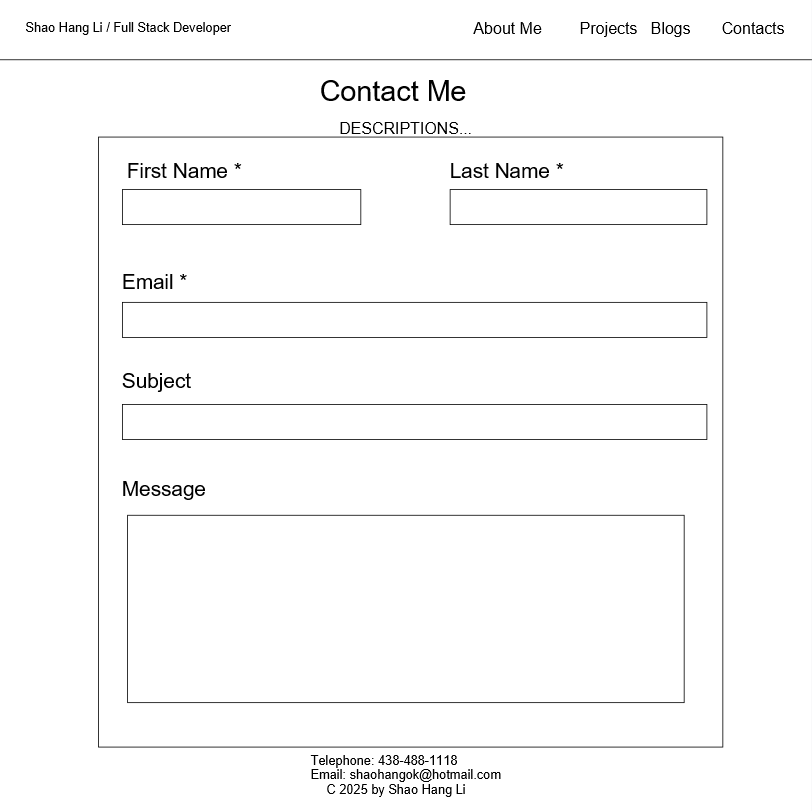 Shao Hang Li / Full Stack Developer About Me Projects Blogs Contacts
Contact Me
DESCRIPTIONS...
First Name * Last Name *
Email *
Subject
Message
Telephone: 438-488-1118
Email: shaohangok@hotmail.com
C 2025 by Shao Hang Li